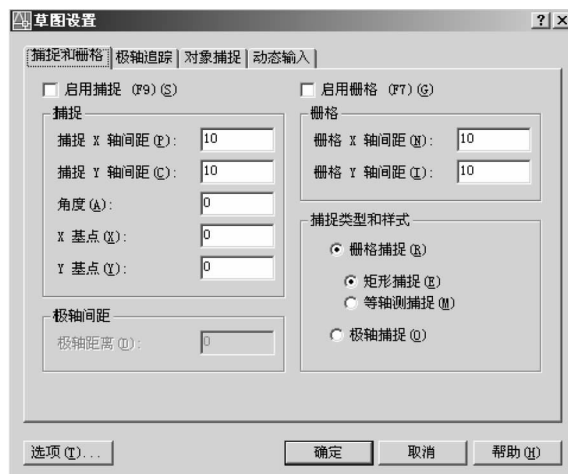 草图设置
捕捉和栅格 极轴追踪 对象捕捉 动态输入
启用捕捉 (F9)(S)
捕捉
捕捉 X 轴间距(P): 10
捕捉 Y 轴间距(C): 10
角度(A): 0
X 基点(X): 0
Y 基点(Y): 0
极轴间距
极轴距离(D): 0
启用栅格 (F7)(G)
栅格
栅格 X 轴间距(N): 10
栅格 Y 轴间距(I): 10
捕捉类型和样式
栅格捕捉(R)
矩形捕捉(E)
等轴测捕捉(M)
极轴捕捉(O)
选项(T)... 确定 取消 帮助(H)